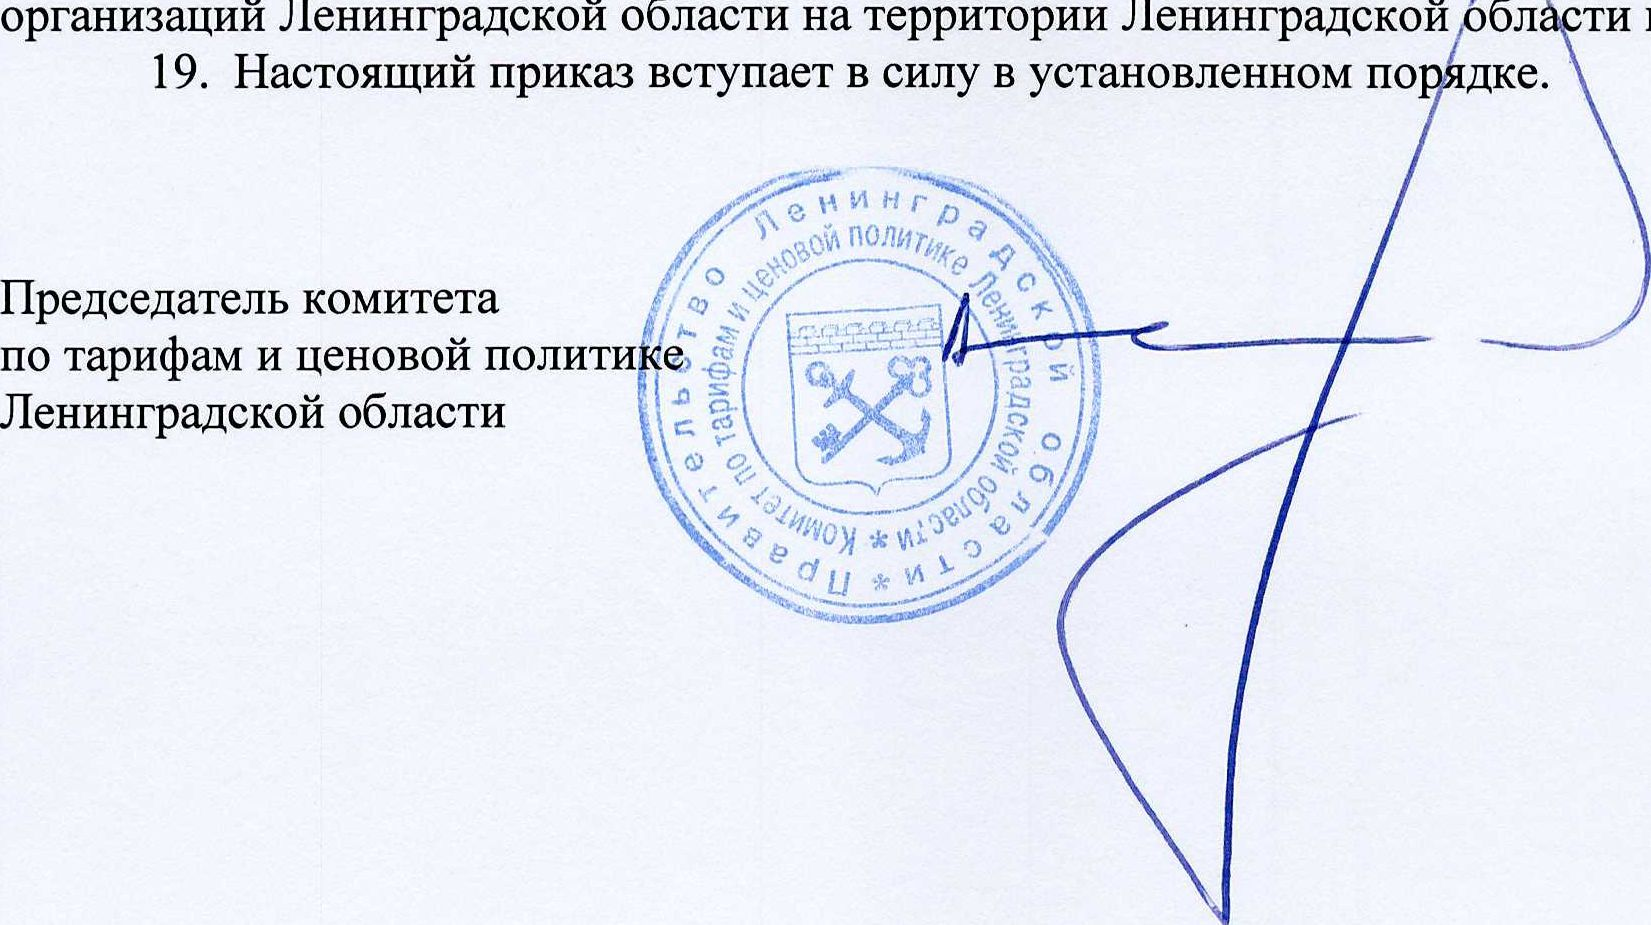 организаций Ленинградской области на территории Ленинградской области
19. Настоящий приказ вступает в силу в установленном порядке.
Председатель комитета
по тарифам и ценовой политике
Ленинградской области
Правительство Ленинградской области *
Комитет по тарифам и ценовой политике Ленинградской области *